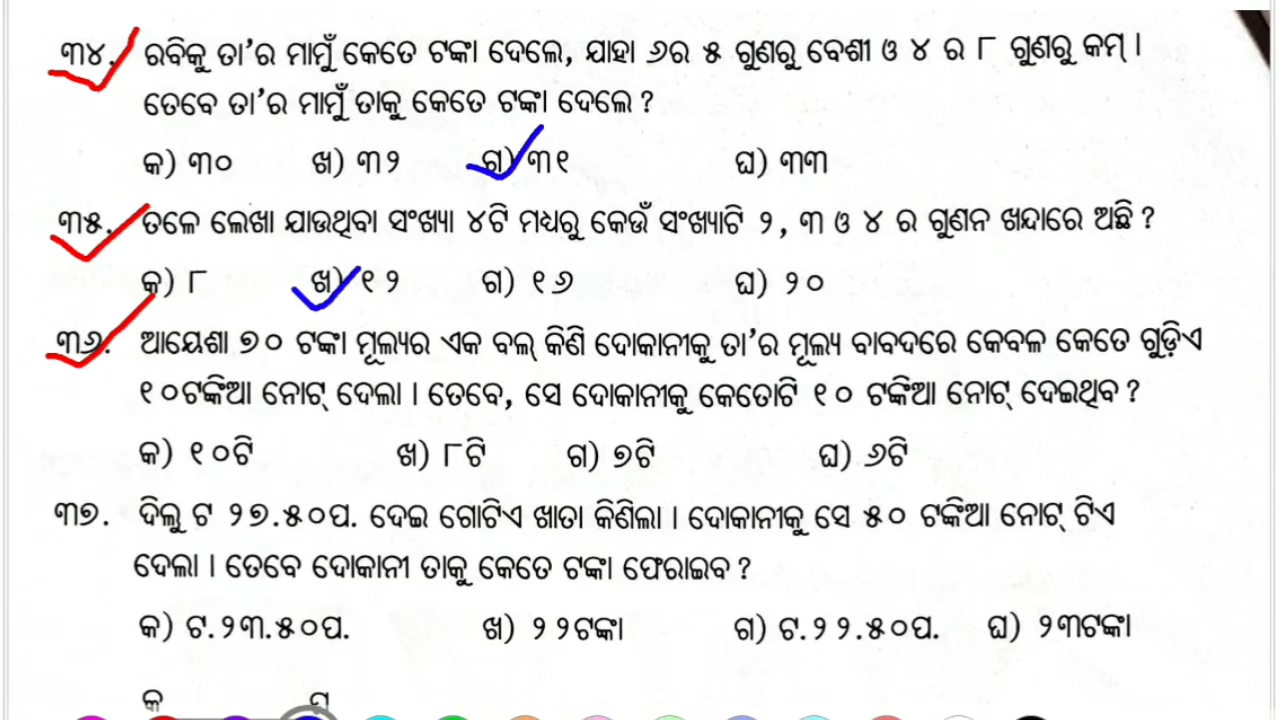 ୩୪. ରବିକୁ ତା’ର ମାମୁଁ କେତେ ଟଙ୍କା ଦେଲେ, ଯାହା ୬ର ୫ ଗୁଣରୁ ବେଶୀ ଓ ୪ ର ୮ ଗୁଣରୁ କମ୍ ।
ତେବେ ତା’ର ମାମୁଁ ତାକୁ କେତେ ଟଙ୍କା ଦେଲେ ?
କ) ୩୦ ଖ) ୩୨ ଗ) ୩୧ ଘ) ୩୩
୩୫. ତଳେ ଲେଖା ଯାଉଥିବା ସଂଖ୍ୟା ୪ଟି ମଧ୍ୟରୁ କେଉଁ ସଂଖ୍ୟାଟି ୨, ୩ ଓ ୪ ର ଗୁଣନ ଖନ୍ଦାରେ ଅଛି ?
କ) ୮ ଖ) ୧୨ ଗ) ୧୬ ଘ) ୨୦
୩୬. ଆୟେଶା ୭୦ ଟଙ୍କା ମୂଲ୍ୟର ଏକ ବଲ୍ କିଣି ଦୋକାନୀକୁ ତା’ର ମୂଲ୍ୟ ବାବଦରେ କେବଳ କେତେ ଗୁଡ଼ିଏ
୧୦ଟଙ୍କିଆ ନୋଟ୍ ଦେଲା । ତେବେ, ସେ ଦୋକାନୀକୁ କେତୋଟି ୧୦ ଟଙ୍କିଆ ନୋଟ୍ ଦେଇଥିବ ?
କ) ୧୦ଟି ଖ) ୮ଟି ଗ) ୭ଟି ଘ) ୬ଟି
୩୭. ଦିଲୁ ଟ ୨୭.୫୦ପ. ଦେଇ ଗୋଟିଏ ଖାତା କିଣିଲା । ଦୋକାନୀକୁ ସେ ୫୦ ଟଙ୍କିଆ ନୋଟ୍ ଟିଏ
ଦେଲା । ତେବେ ଦୋକାନୀ ତାକୁ କେତେ ଟଙ୍କା ଫେରାଇବ ?
କ) ଟ.୨୩.୫୦ପ. ଖ) ୨୨ଟଙ୍କା ଗ) ଟ.୨୨.୫୦ପ. ଘ) ୨୩ଟଙ୍କା